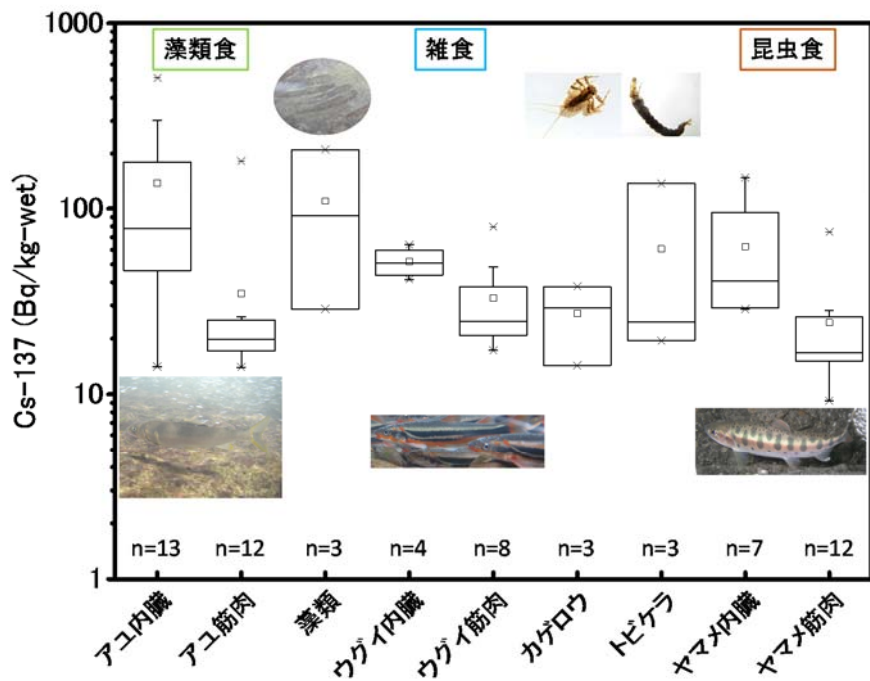 1000
100
10
1
Cs-137 (Bq/kg-wet)
藻類食
雑食
昆虫食
n=13
n=12
n=3
n=4
n=8
n=3
n=3
n=7
n=12
アユ内臓
アユ筋肉
藻類
ウグイ内臓
ウグイ筋肉
カゲロウ
トビケラ
ヤマメ内臓
ヤマメ筋肉